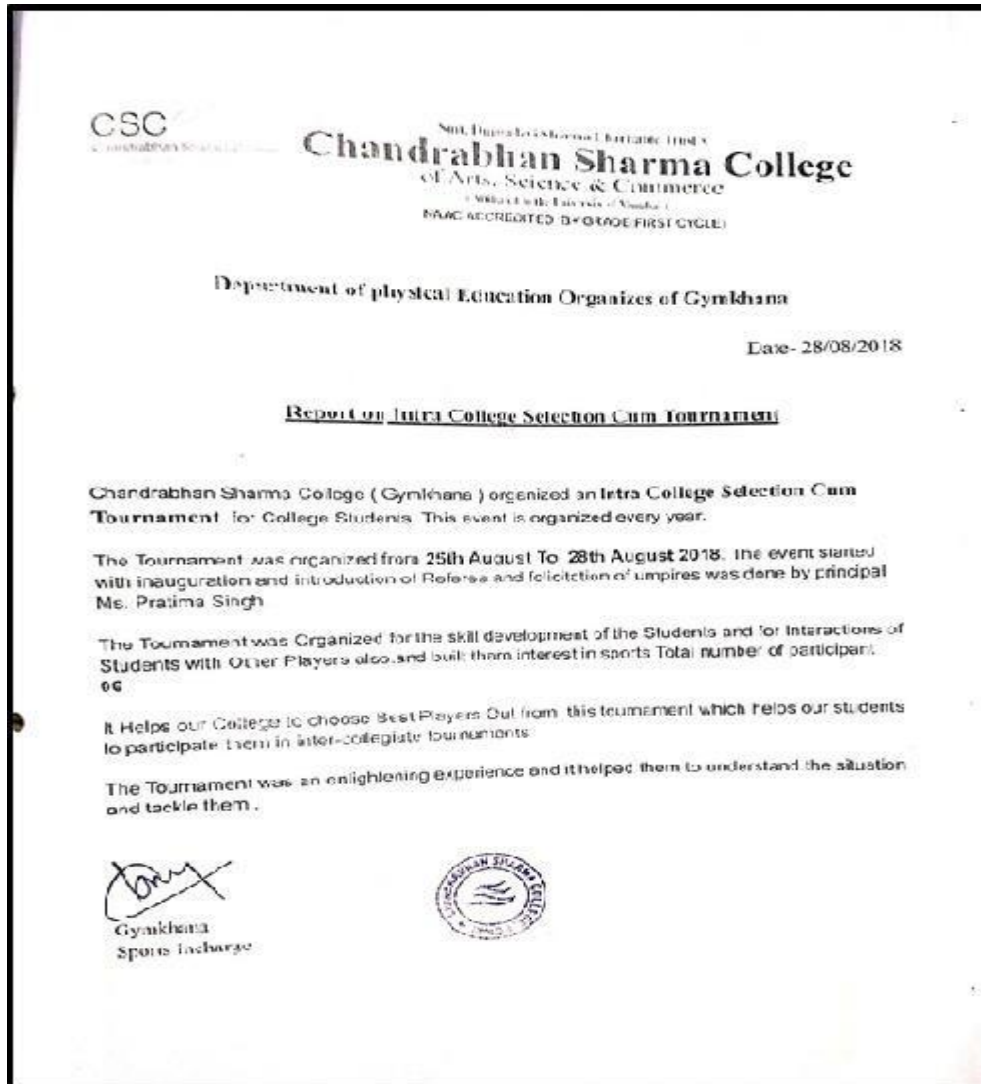 CSC
Chandrabhan Sharma College
of Arts, Science & Commerce
NAAC ACCREDITED GRADE FIRST CYCLE)
Department of physical Education Organizes of Gymkhana
Date- 28/08/2018
Report on Intra College Selection Cum Tournament
Chandrabhan Sharma College ( Gymkhana ) organized an Intra College Selection Cum
Tournament for College Students. This event is organized every year.
The Tournament was organized from 25th August To 28th August 2018. The event started
with inauguration and introduction of Referee and of umpires was done by principal
Ms. Pratima Singh
The Tournament was Organized for the skill development of the Students and for Interactions of
Students with Other Players also and built them interest in sports Total number of participant
It Helps our College to choose Best Players Out from this tournament which helps our students
to participate them in inter-collegiate tournaments
The Tournament was an enlightening experience and it helped them to understand the situation
and tackle them .
Gymkhana
Sports Incharge
SHARMA COLLEGE